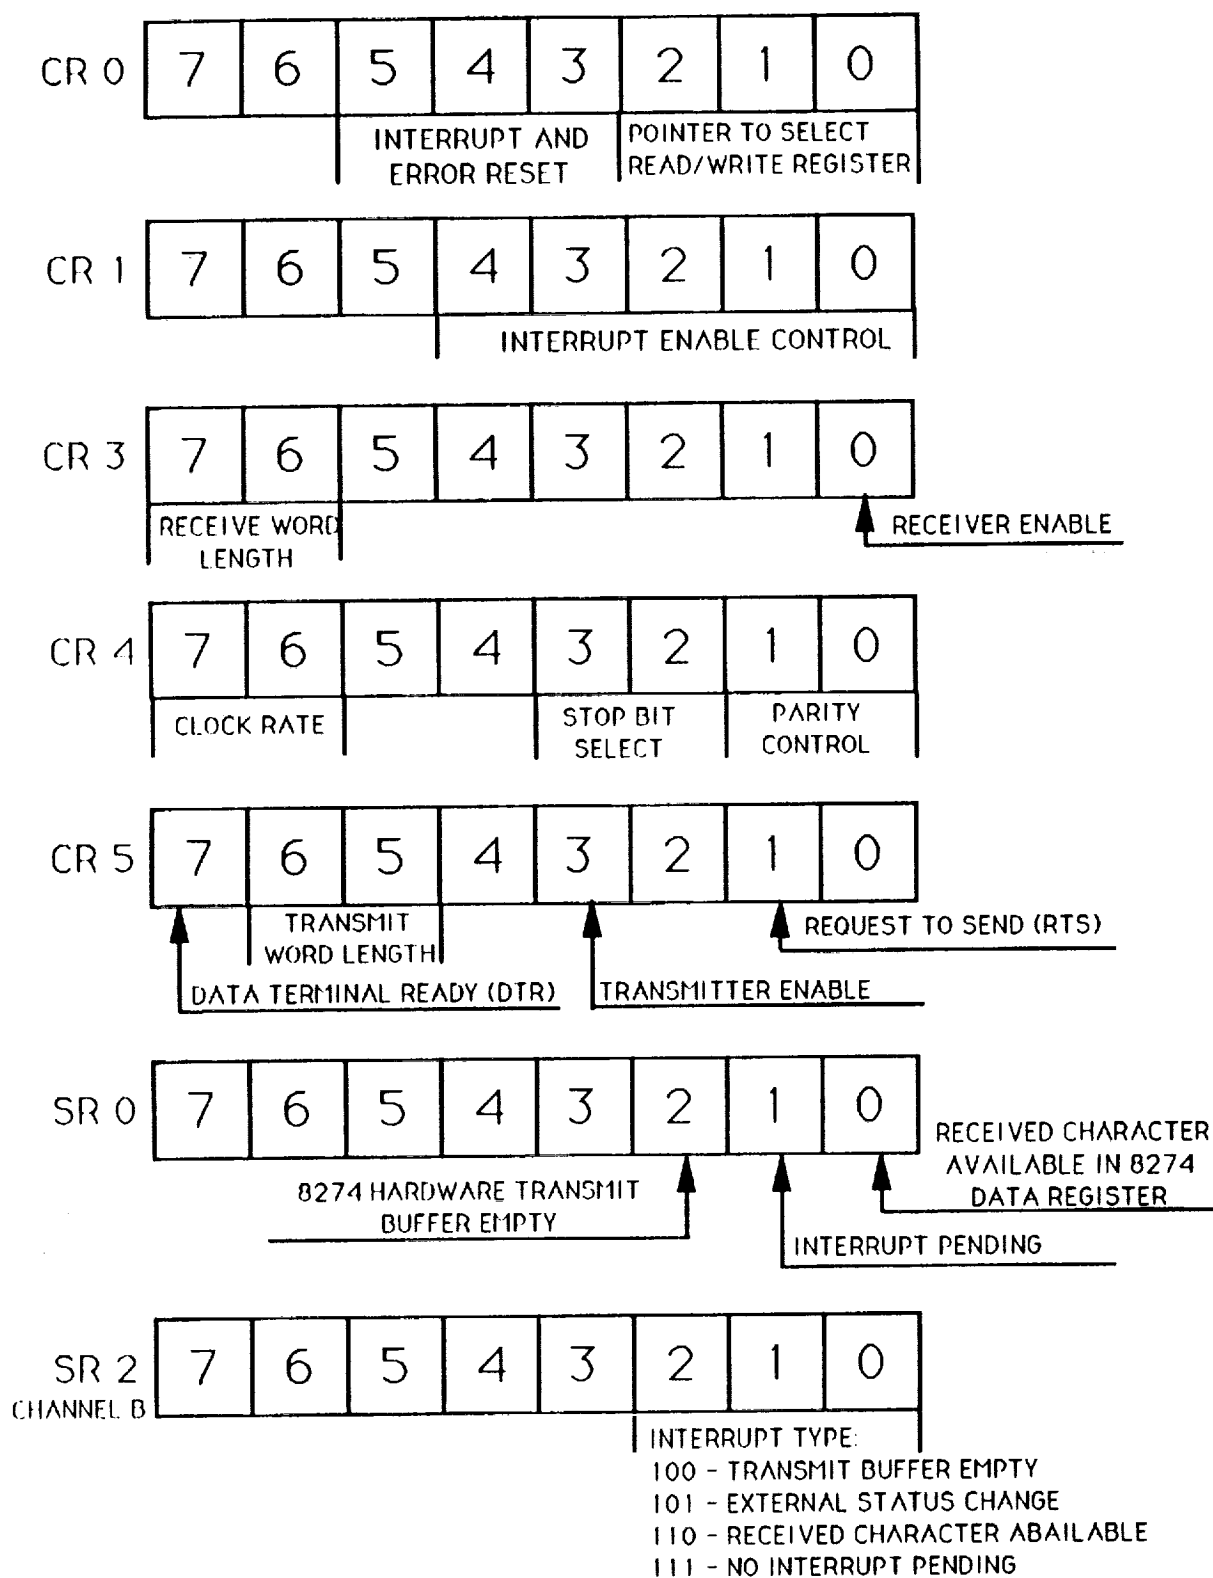 CR 0 7 6 5 4 3 2 1 0
INTERRUPT AND
ERROR RESET
POINTER TO SELECT
READ/WRITE REGISTER
CR 1 7 6 5 4 3 2 1 0
INTERRUPT ENABLE CONTROL
CR 3 7 6 5 4 3 2 1 0
RECEIVE WORD
LENGTH
RECEIVER ENABLE
CR 4 7 6 5 4 3 2 1 0
CLOCK RATE
STOP BIT
SELECT
PARITY
CONTROL
CR 5 7 6 5 4 3 2 1 0
TRANSMIT
WORD LENGTH
REQUEST TO SEND (RTS)
DATA TERMINAL READY (DTR)
TRANSMITTER ENABLE
SR 0 7 6 5 4 3 2 1 0
RECEIVED CHARACTER
AVAILABLE IN 8274
DATA REGISTER
8274 HARDWARE TRANSMIT
BUFFER EMPTY
INTERRUPT PENDING
SR 2 7 6 5 4 3 2 1 0
CHANNEL B
INTERRUPT TYPE:
100 - TRANSMIT BUFFER EMPTY
101 - EXTERNAL STATUS CHANGE
110 - RECEIVED CHARACTER ABAILABLE
111 - NO INTERRUPT PENDING